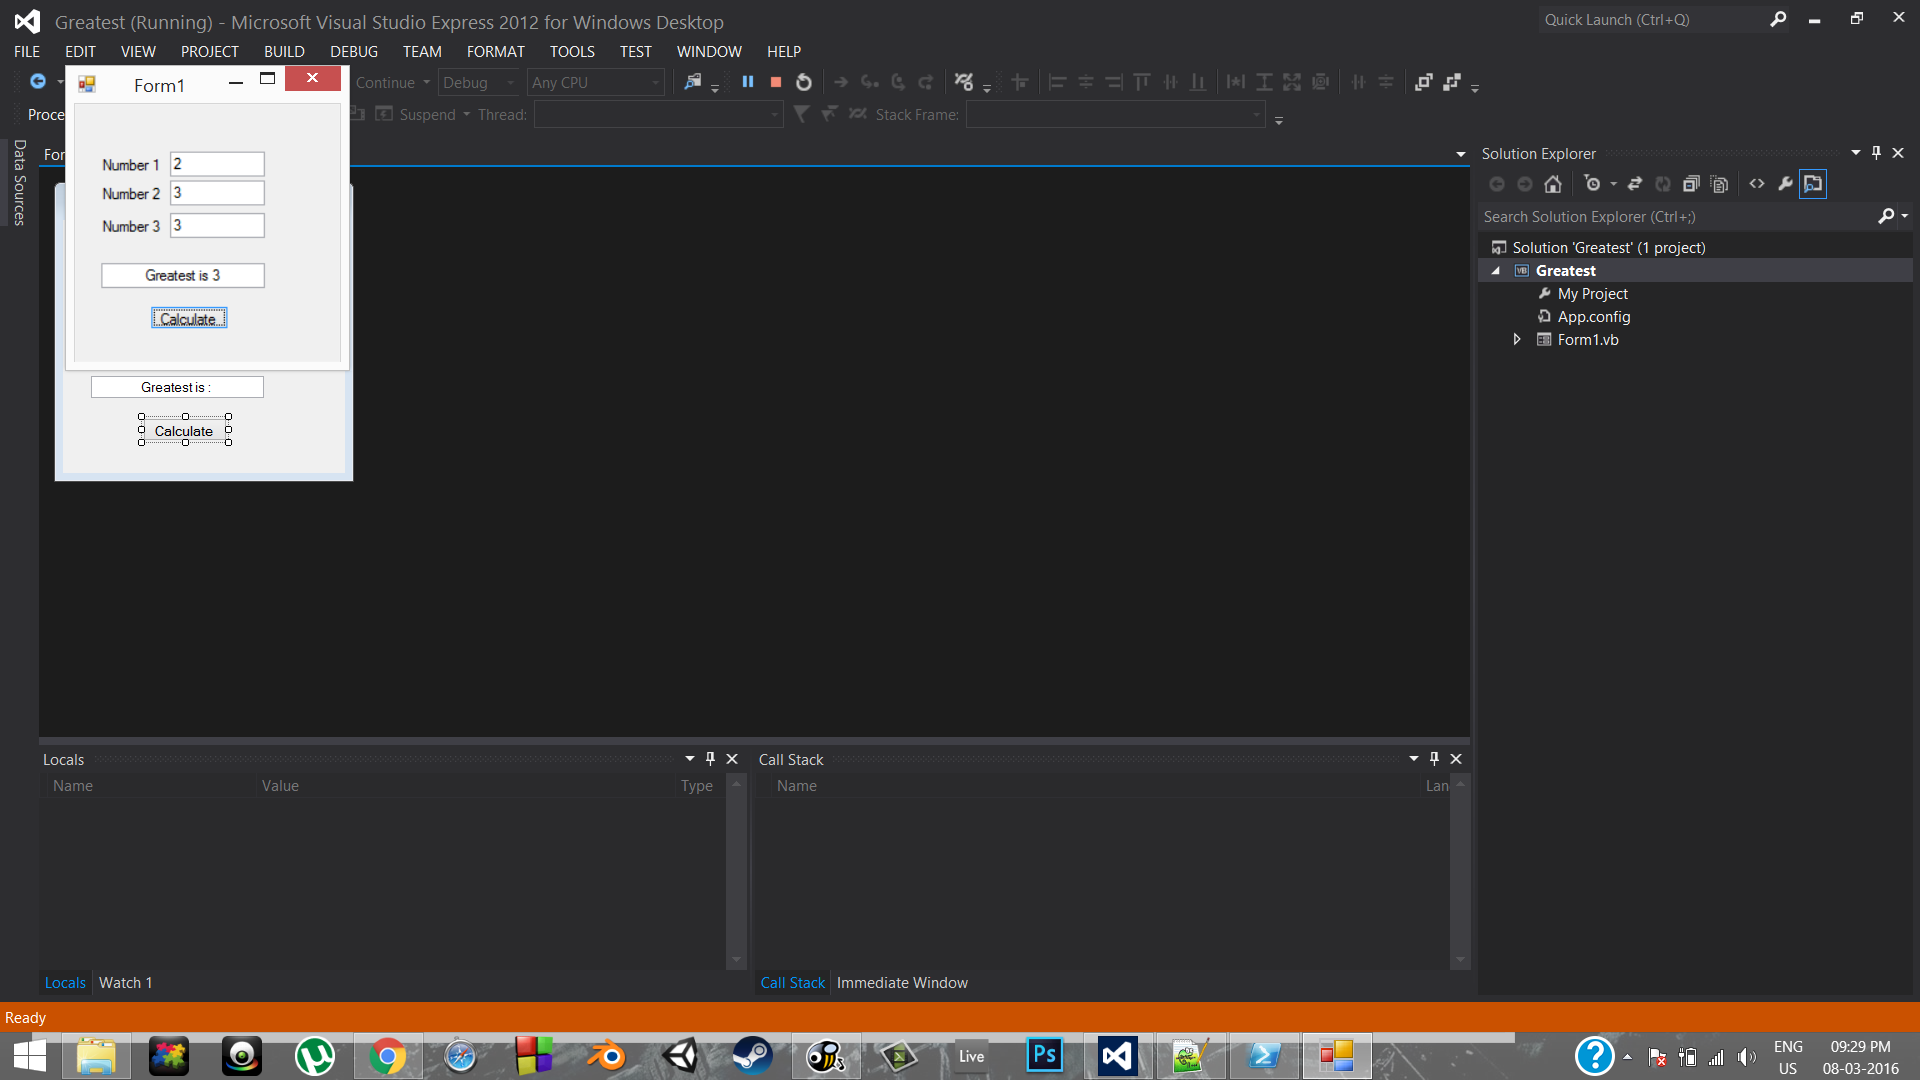 Greatest (Running) - Microsoft Visual Studio Express 2012 for Windows Desktop
Quick Launch (Ctrl+Q)
FILE EDIT VIEW PROJECT BUILD DEBUG TEAM FORMAT TOOLS TEST WINDOW HELP
Form1
Continue Debug Any CPU
Proce
Suspend Thread: Stack Frame:
Data Sources
For
Number 1 2
Number 2 3
Number 3 3
Greatest is 3
Calculate
Greatest is :
Calculate
Solution Explorer
Search Solution Explorer (Ctrl+;)
Solution 'Greatest' (1 project)
VB Greatest
My Project
App.config
Form1.vb
Locals
Name Value Type
Locals Watch 1
Call Stack
Name Lan
Call Stack Immediate Window
Ready
Live
Ps
ENG
US
09:29 PM
08-03-2016